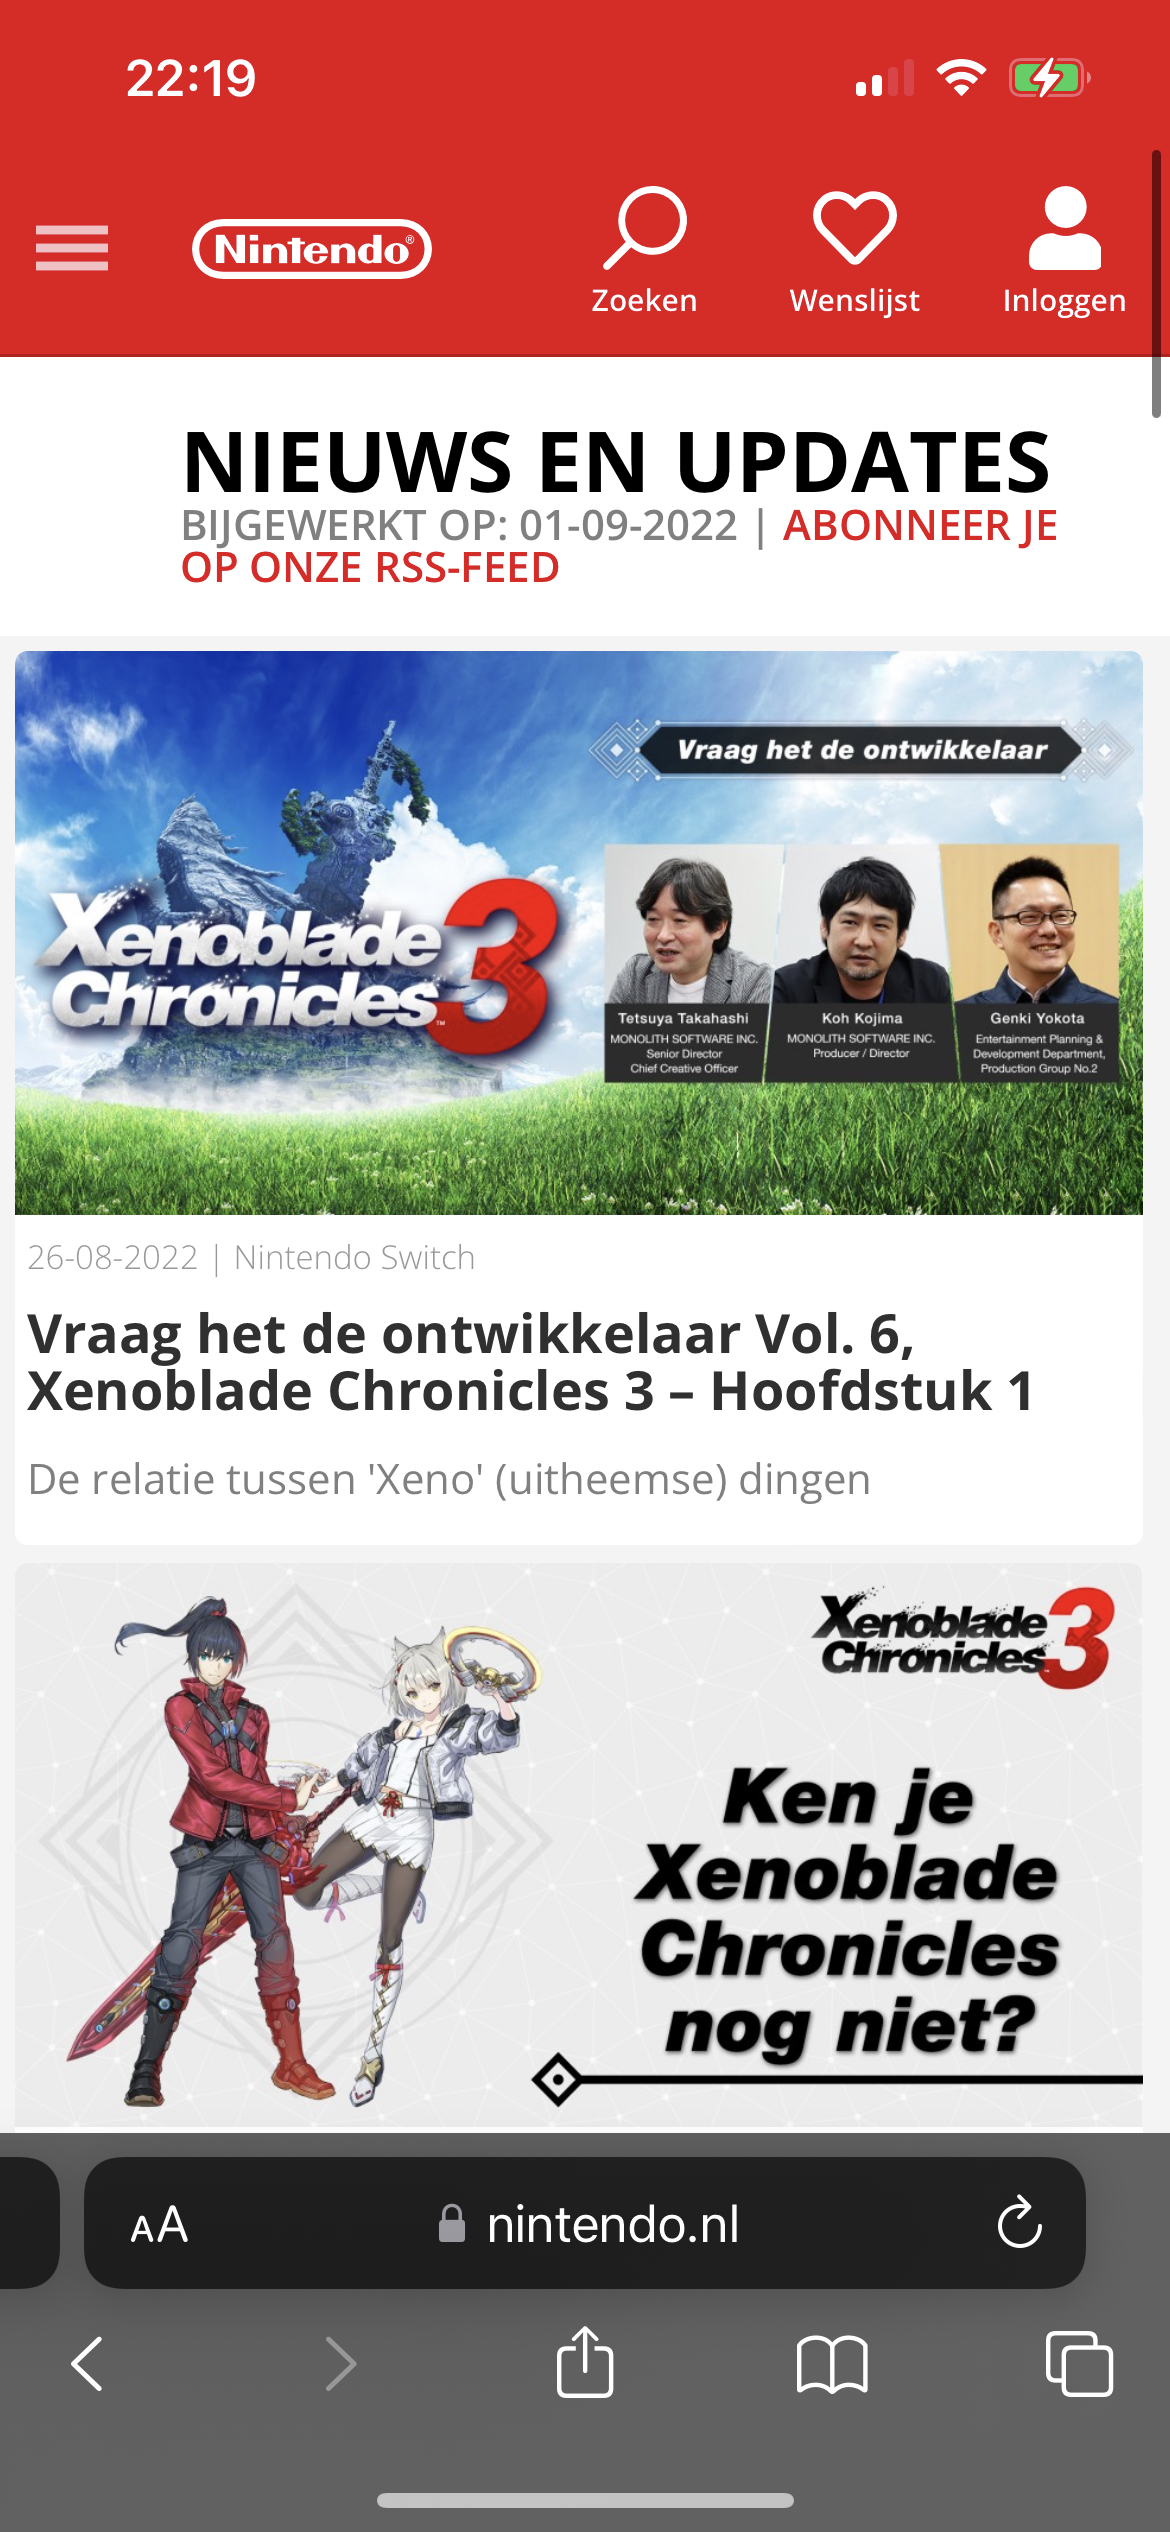 22:19
Nintendo®
Zoeken
Wenslijst
Inloggen
NIEUWS EN UPDATES
BIJGEWERKT OP: 01-09-2022 | ABONNEER JE
OP ONZE RSS-FEED
Vraag het de ontwikkelaar
Xenoblade
Chronicles 3™
Tetsuya Takahashi
MONOLITH SOFTWARE INC.
Senior Director
Chief Creative Officer
Koh Kojima
MONOLITH SOFTWARE INC.
Producer / Director
Genki Yokota
Entertainment Planning &
Development Department,
Production Group No.2
26-08-2022 | Nintendo Switch
Vraag het de ontwikkelaar Vol. 6,
Xenoblade Chronicles 3 – Hoofdstuk 1
De relatie tussen 'Xeno' (uitheemse) dingen
Xenoblade
Chronicles 3
Ken je
Xenoblade
Chronicles
nog niet?
AA
nintendo.nl